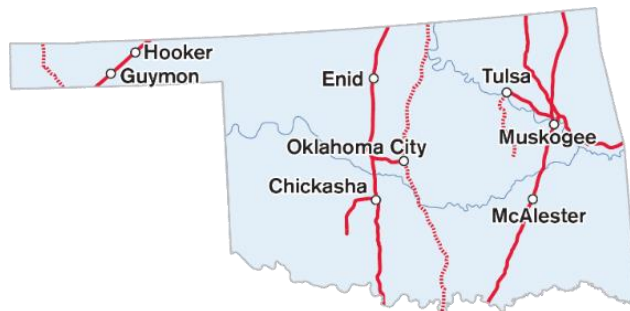 Hooker
Guymon
Enid
Tulsa
Muskogee
Oklahoma City
Chickasha
McAlester